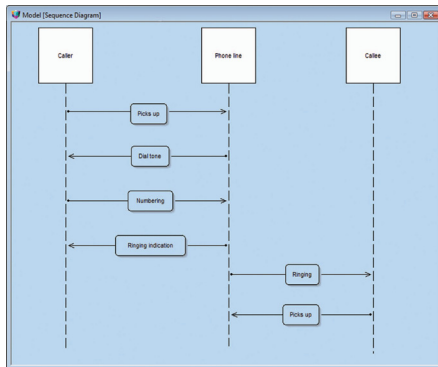 Model [Sequence Diagram]
Caller
Phone line
Callee
Picks up
Dial tone
Numbering
Ringing indication
Ringing
Picks up